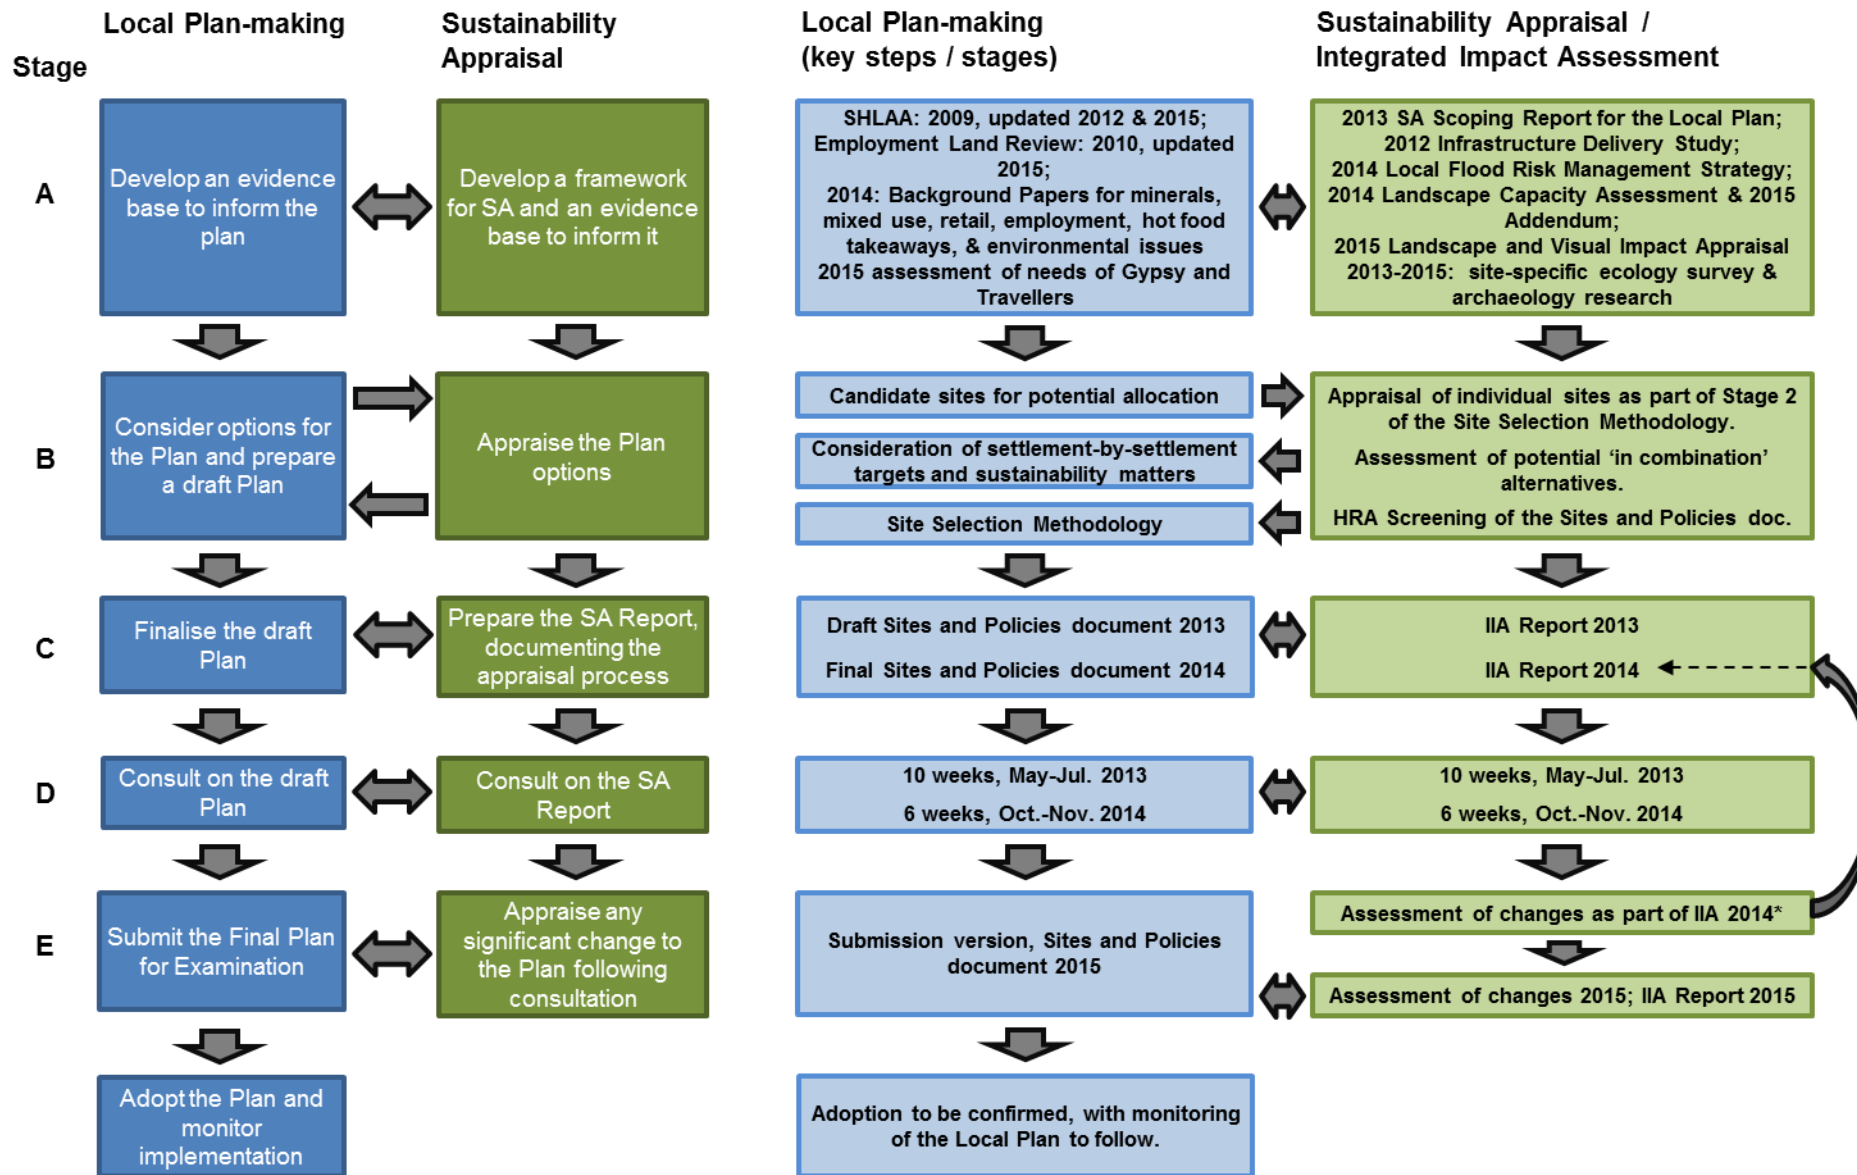 Stage
Local Plan-making
Sustainability
Appraisal
Local Plan-making
(key steps / stages)
Sustainability Appraisal /
Integrated Impact Assessment
A
Develop an evidence
base to inform the
plan
Develop a framework
for SA and an evidence
base to inform it
SHLAA: 2009, updated 2012 & 2015;
Employment Land Review: 2010, updated
2015;
2014: Background Papers for minerals,
mixed use, retail, employment, hot food
takeaways, & environmental issues
2015 assessment of needs of Gypsy and
Travellers
2013 SA Scoping Report for the Local Plan;
2012 Infrastructure Delivery Study;
2014 Local Flood Risk Management Strategy;
2014 Landscape Capacity Assessment & 2015
Addendum;
2015 Landscape and Visual Impact Appraisal
2013-2015: site-specific ecology survey &
archaeology research
B
Consider options for
the Plan and prepare
a draft Plan
Appraise the Plan
options
Candidate sites for potential allocation
Consideration of settlement-by-settlement
targets and sustainability matters
Site Selection Methodology
Appraisal of individual sites as part of Stage 2
of the Site Selection Methodology.
Assessment of potential ‘in combination’
alternatives.
HRA Screening of the Sites and Policies doc.
C
Finalise the draft
Plan
Prepare the SA Report,
documenting the
appraisal process
Draft Sites and Policies document 2013
Final Sites and Policies document 2014
IIA Report 2013
IIA Report 2014
D
Consult on the draft
Plan
Consult on the SA
Report
10 weeks, May-Jul. 2013
6 weeks, Oct.-Nov. 2014
10 weeks, May-Jul. 2013
6 weeks, Oct.-Nov. 2014
E
Submit the Final Plan
for Examination
Appraise any
significant change to
the Plan following
consultation
Submission version, Sites and Policies
document 2015
Assessment of changes as part of IIA 2014*
Assessment of changes 2015; IIA Report 2015
Adopt the Plan and
monitor
implementation
Adoption to be confirmed, with monitoring
of the Local Plan to follow.